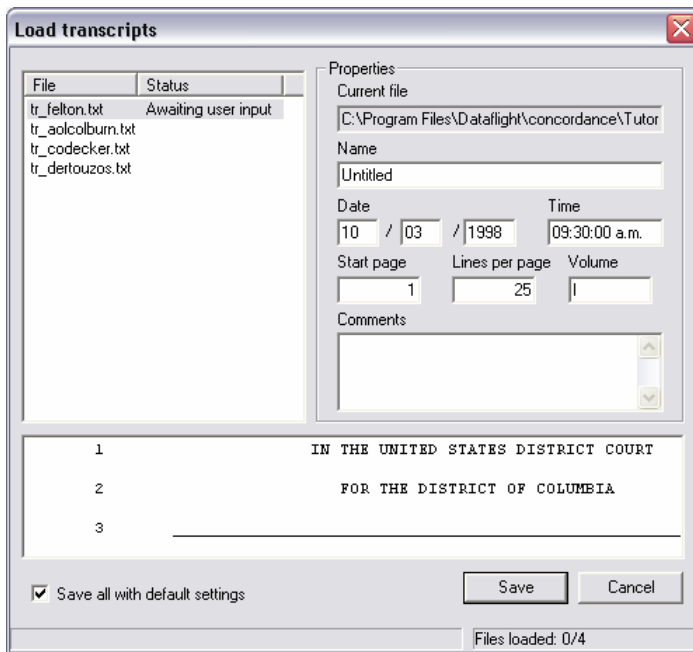 Load transcripts
File Status
tr_felton.txt Awaiting user input
tr_aolcolburn.txt
tr_codecker.txt
tr_dertouzos.txt
Properties
Current file
C:\Program Files\Dataflight\concordance\Tutor
Name
Untitled
Date Time
10 / 03 / 1998 09:30:00 a.m.
Start page Lines per page Volume
1 25 I
Comments
1 IN THE UNITED STATES DISTRICT COURT
2 FOR THE DISTRICT OF COLUMBIA
3
Save all with default settings
Save Cancel
Files loaded: 0/4